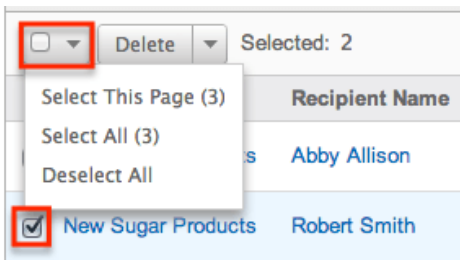 Delete Selected: 2
Select This Page (3)
Recipient Name
Select All (3)
s Abby Allison
Deselect All
New Sugar Products Robert Smith